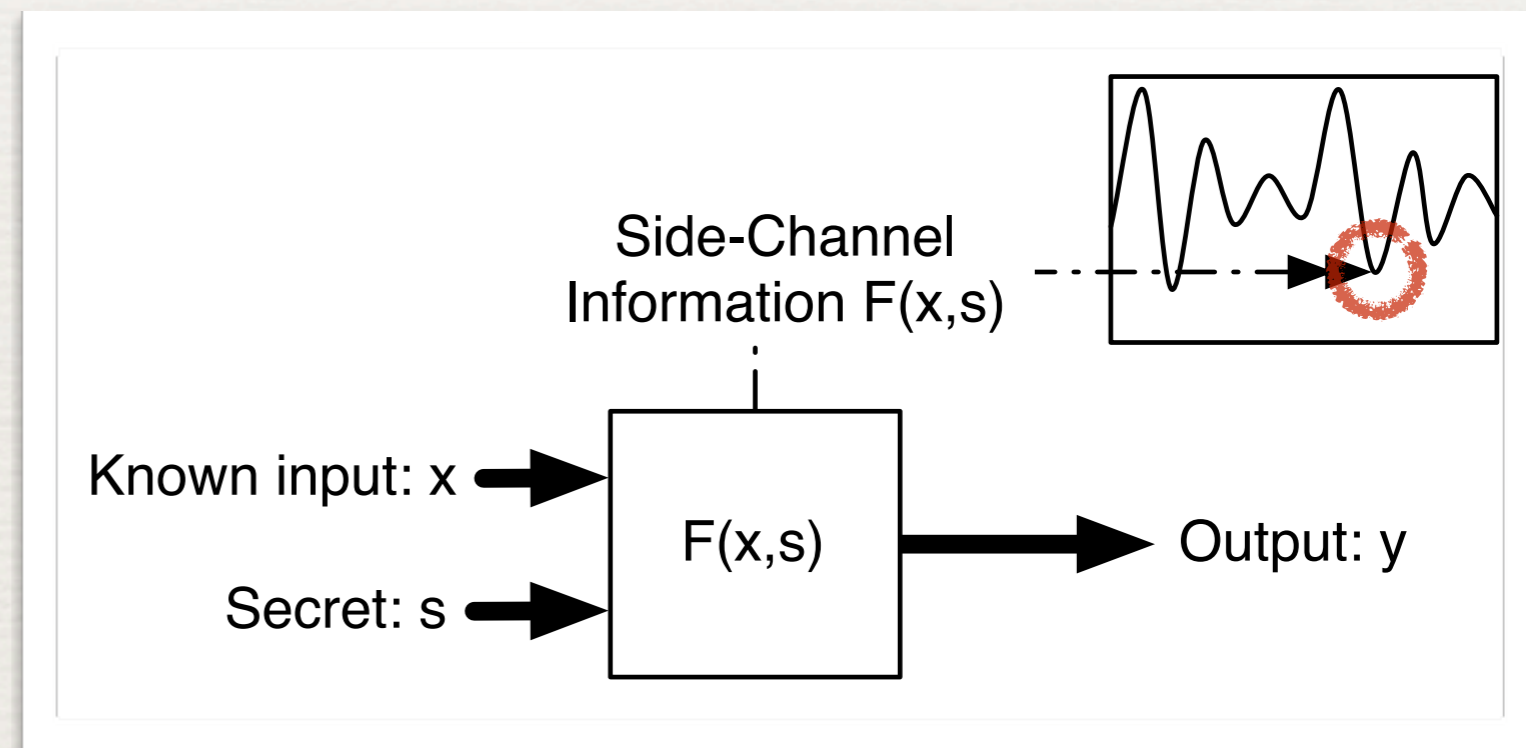 Side-Channel
Information F(x,s)
Known input: x
F(x,s)
Secret: s
Output: y